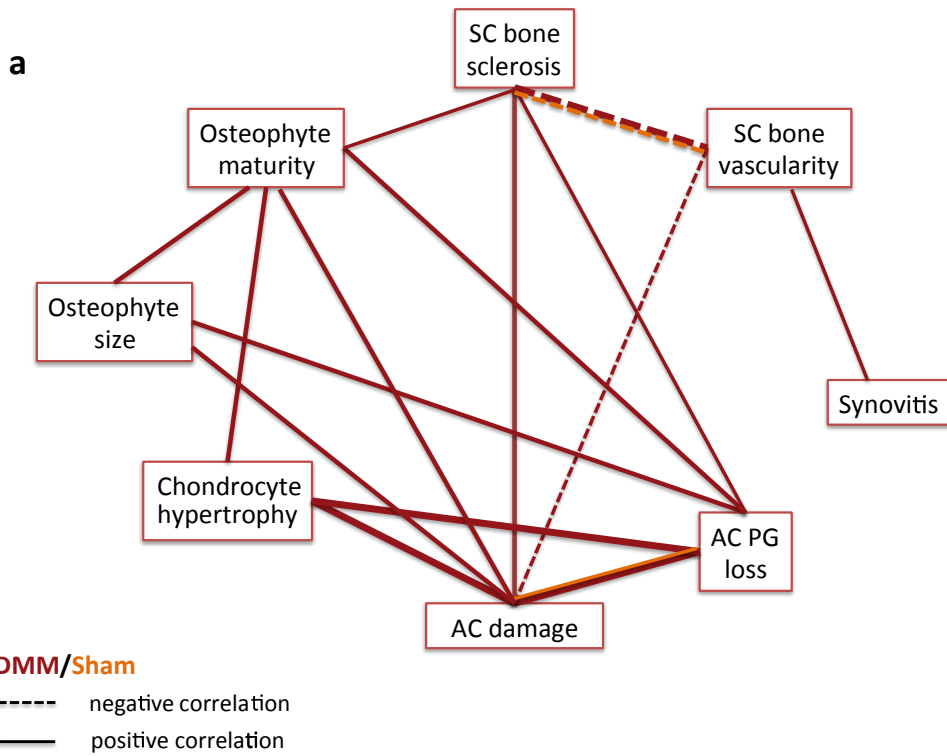 a
SC bone
sclerosis
Osteophyte
maturity
SC bone
vascularity
Osteophyte
size
Synovitis
Chondrocyte
hypertrophy
AC PG
loss
AC damage
DMM/Sham
negative correlation
positive correlation